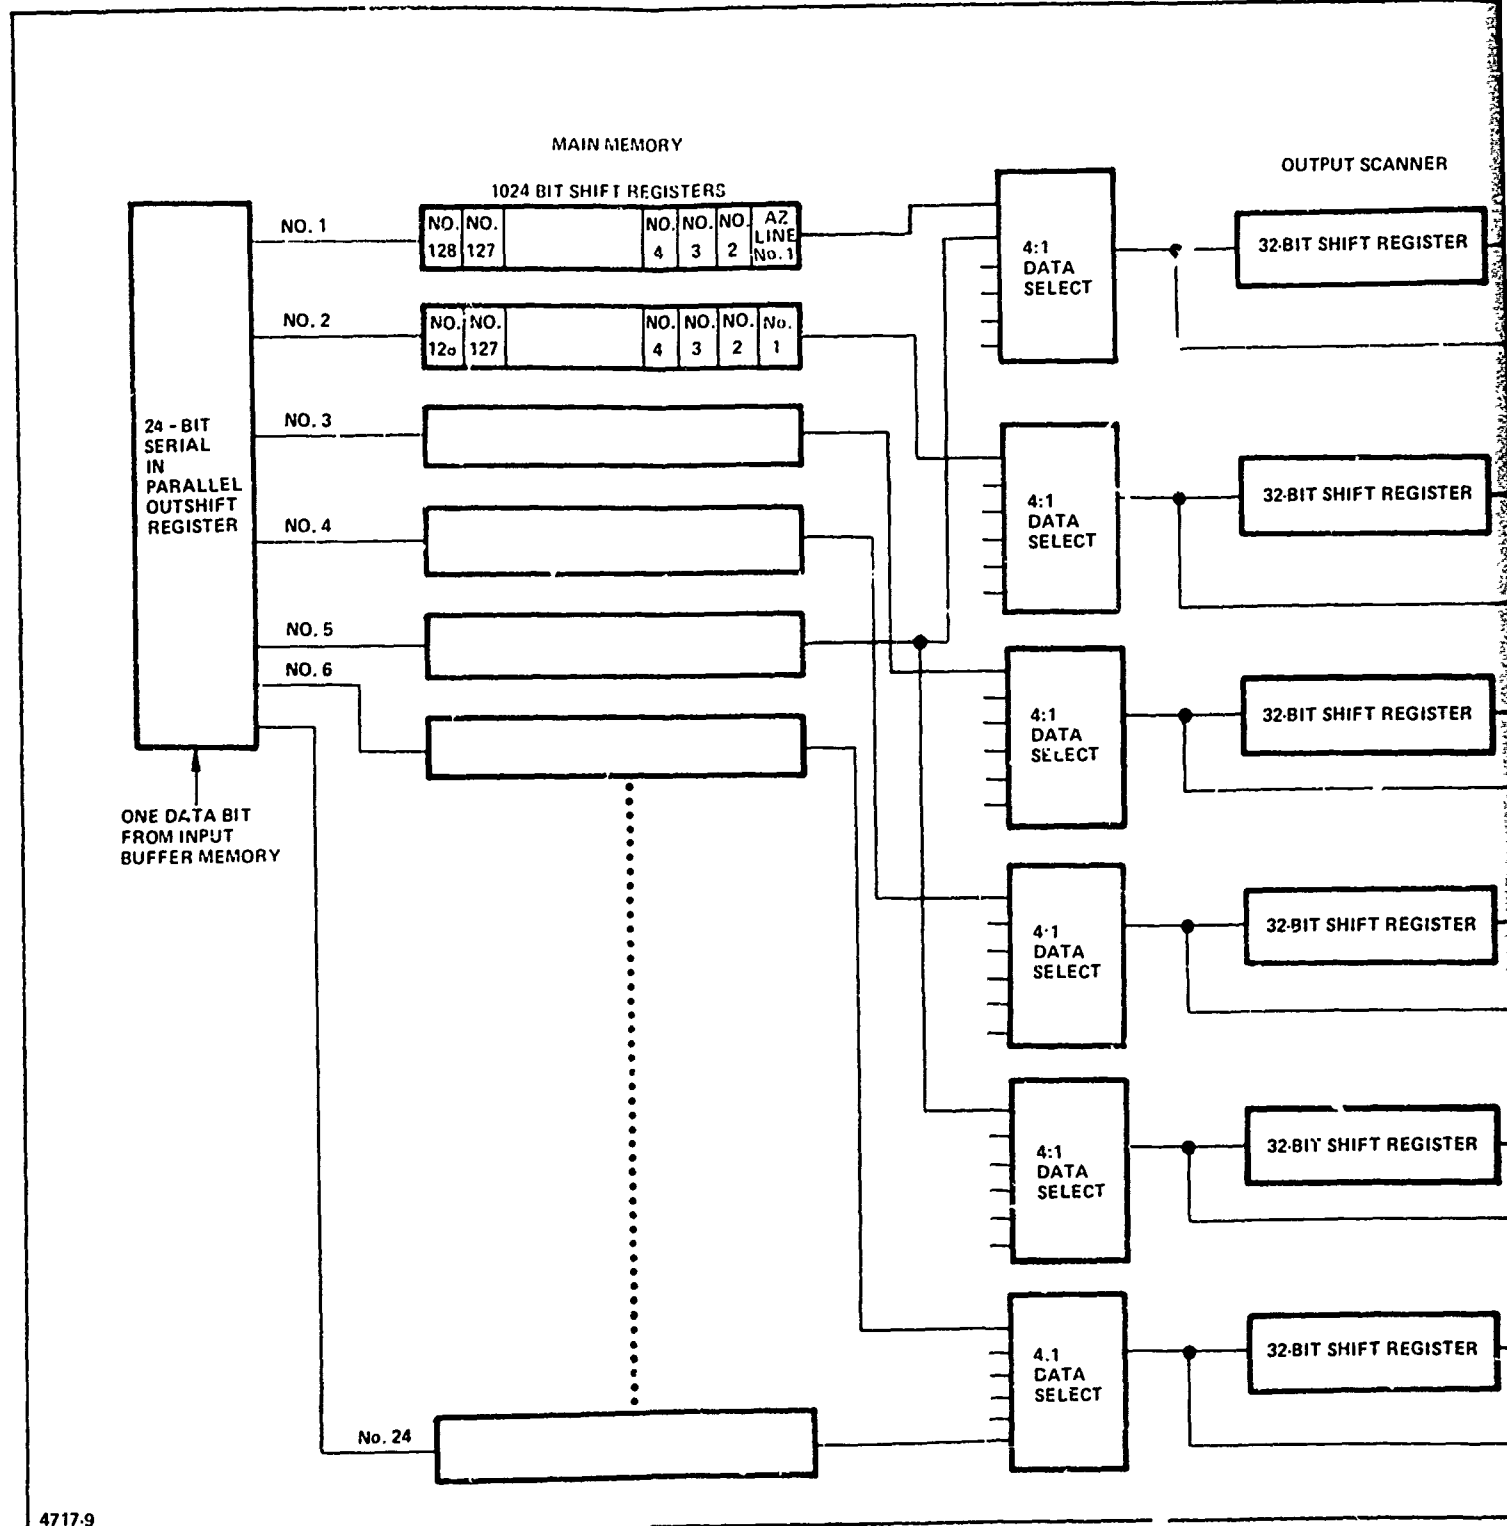 MAIN MEMORY
1024 BIT SHIFT REGISTERS
OUTPUT SCANNER
NO. 1
NO. 128
NO. 127
NO. 4
NO. 3
NO. 2
AZ LINE No. 1
4:1
DATA
SELECT
32-BIT SHIFT REGISTER
NO. 2
NO.
NO. 127
NO. 4
NO. 3
NO. 2
No. 1
24 - BIT
SERIAL
IN
PARALLEL
OUTSHIFT
REGISTER
NO. 3
NO. 4
4:1
DATA
SELECT
32-BIT SHIFT REGISTER
NO. 5
NO. 6
4:1
DATA
SELECT
32-BIT SHIFT REGISTER
ONE DATA BIT
FROM INPUT
BUFFER MEMORY
4:1
DATA
SELECT
32-BIT SHIFT REGISTER
4:1
DATA
SELECT
32-BIT SHIFT REGISTER
4.1
DATA
SELECT
32-BIT SHIFT REGISTER
No. 24
4717-9